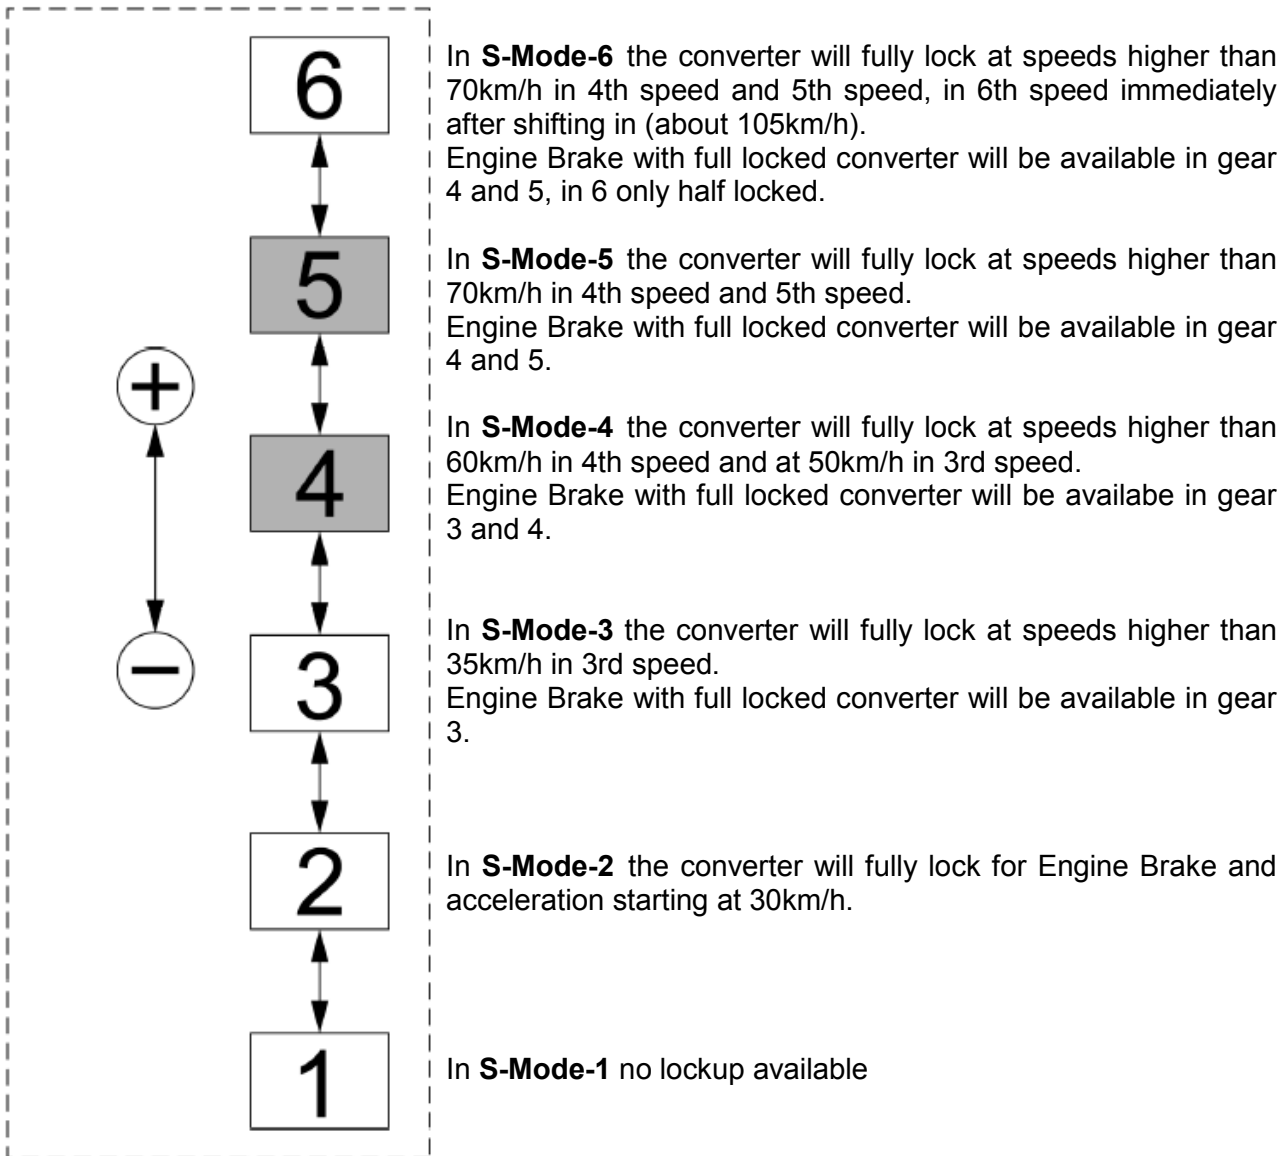 6
In S-Mode-6 the converter will fully lock at speeds higher than
70km/h in 4th speed and 5th speed, in 6th speed immediately
after shifting in (about 105km/h).
Engine Brake with full locked converter will be available in gear
4 and 5, in 6 only half locked.
5
In S-Mode-5 the converter will fully lock at speeds higher than
70km/h in 4th speed and 5th speed.
Engine Brake with full locked converter will be available in gear
4 and 5.
+
4
In S-Mode-4 the converter will fully lock at speeds higher than
60km/h in 4th speed and at 50km/h in 3rd speed.
Engine Brake with full locked converter will be availabe in gear
3 and 4.
−
3
In S-Mode-3 the converter will fully lock at speeds higher than
35km/h in 3rd speed.
Engine Brake with full locked converter will be available in gear
3.
2
In S-Mode-2 the converter will fully lock for Engine Brake and
acceleration starting at 30km/h.
1
In S-Mode-1 no lockup available